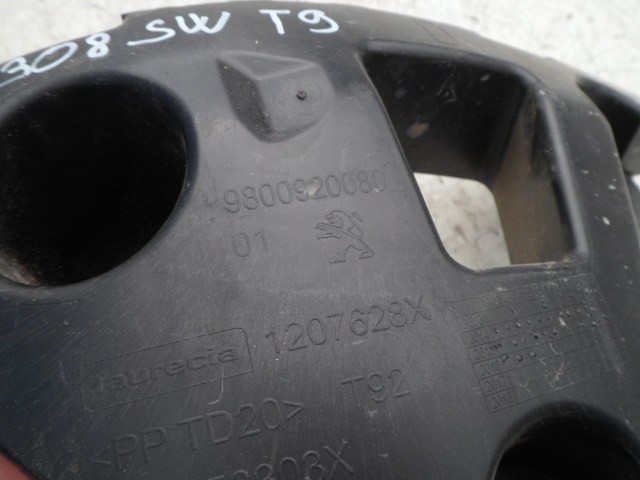 308 SW T9
9800920080
01
faurecia 1207628X
<PP TD20> T92